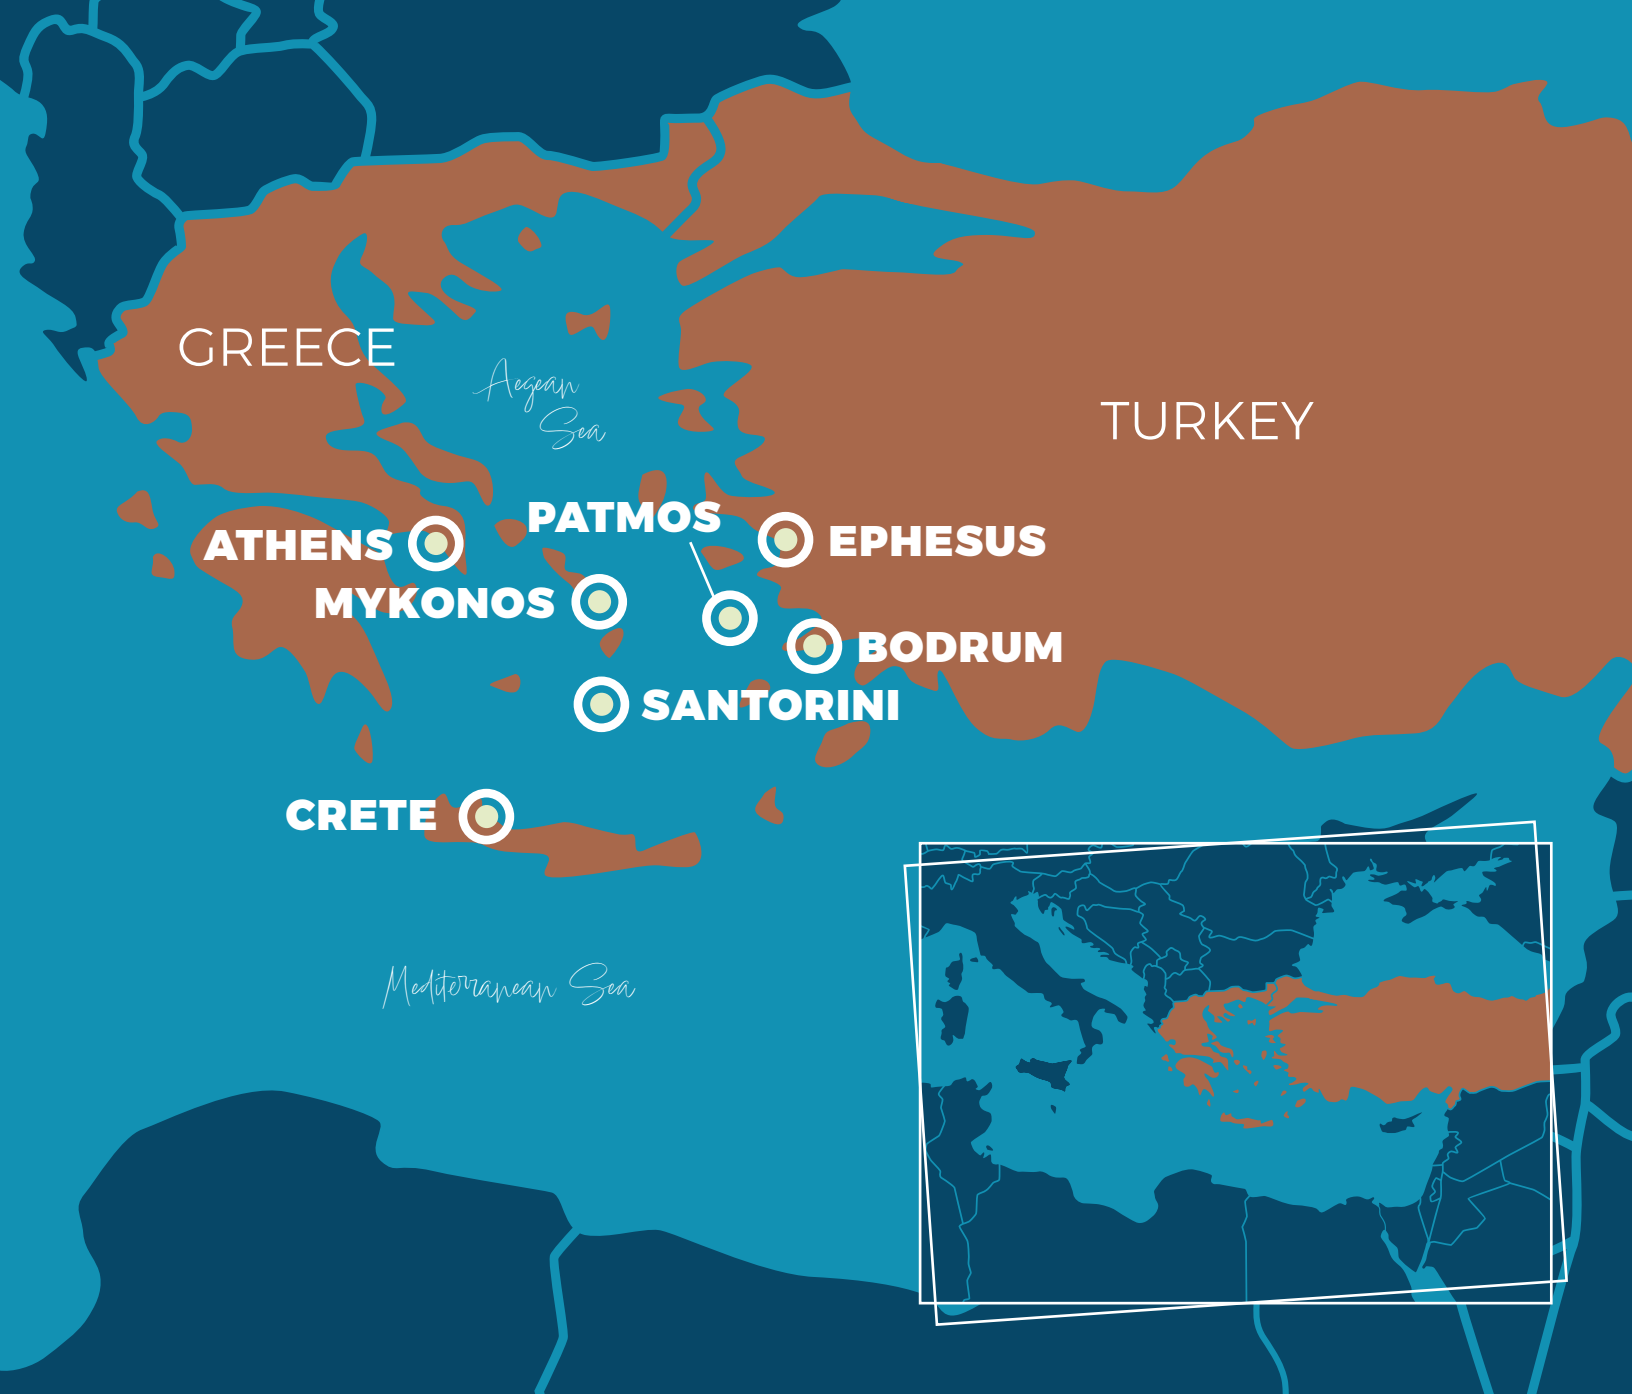 GREECE
Aegean
Sea
TURKEY
PATMOS
ATHENS
EPHESUS
MYKONOS
BODRUM
SANTORINI
CRETE
Mediterranean Sea